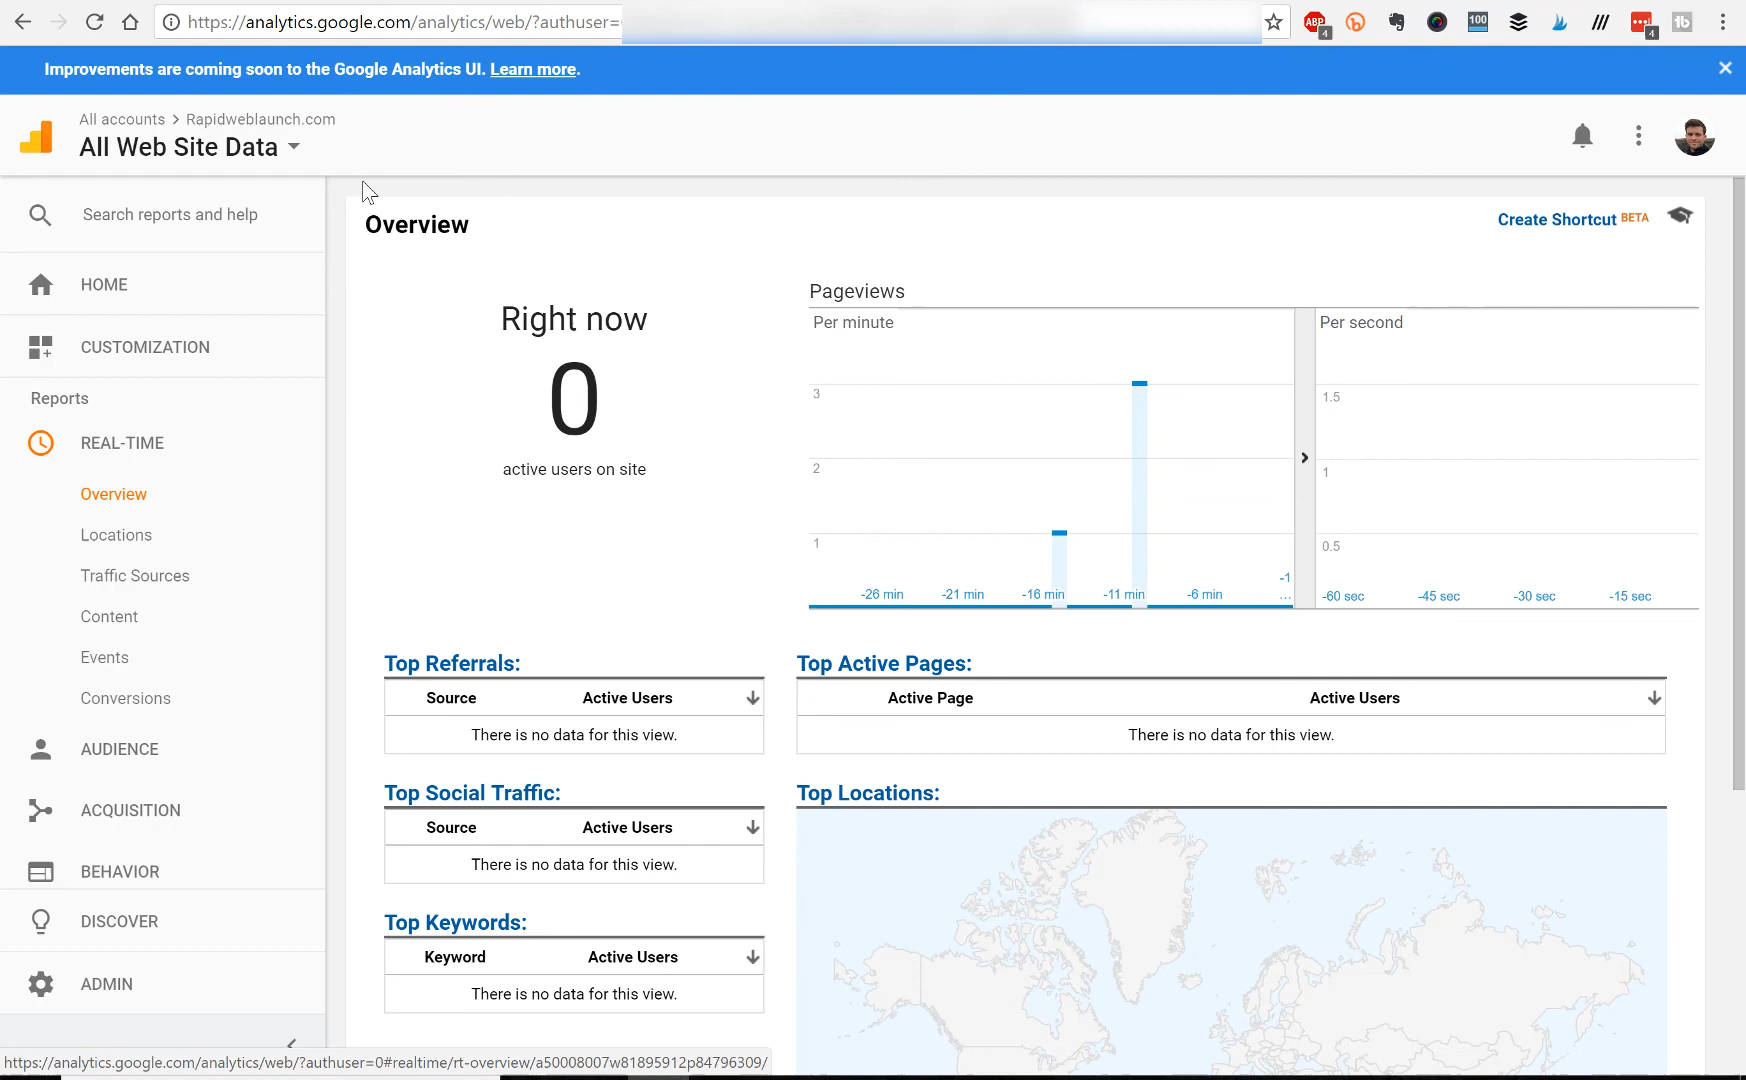 https://analytics.google.com/analytics/web/?authuser=
ABP
4
100
4
Improvements are coming soon to the Google Analytics UI. Learn more.
All accounts > Rapidweblaunch.com
All Web Site Data
Search reports and help
HOME
CUSTOMIZATION
Reports
REAL-TIME
Overview
Locations
Traffic Sources
Content
Events
Conversions
AUDIENCE
ACQUISITION
BEHAVIOR
DISCOVER
ADMIN
Overview
Create Shortcut BETA
Right now
0
active users on site
Pageviews
Per minute
3
2
1
-26 min
-21 min
-16 min
-11 min
-6 min
-1
...
Per second
1.5
1
0.5
-60 sec
-45 sec
-30 sec
-15 sec
Top Referrals:
Source Active Users
There is no data for this view.
Top Active Pages:
Active Page Active Users
There is no data for this view.
Top Social Traffic:
Source Active Users
There is no data for this view.
Top Locations:
Top Keywords:
Keyword Active Users
There is no data for this view.
https://analytics.google.com/analytics/web/?authuser=0#realtime/rt-overview/a50008007w81895912p84796309/